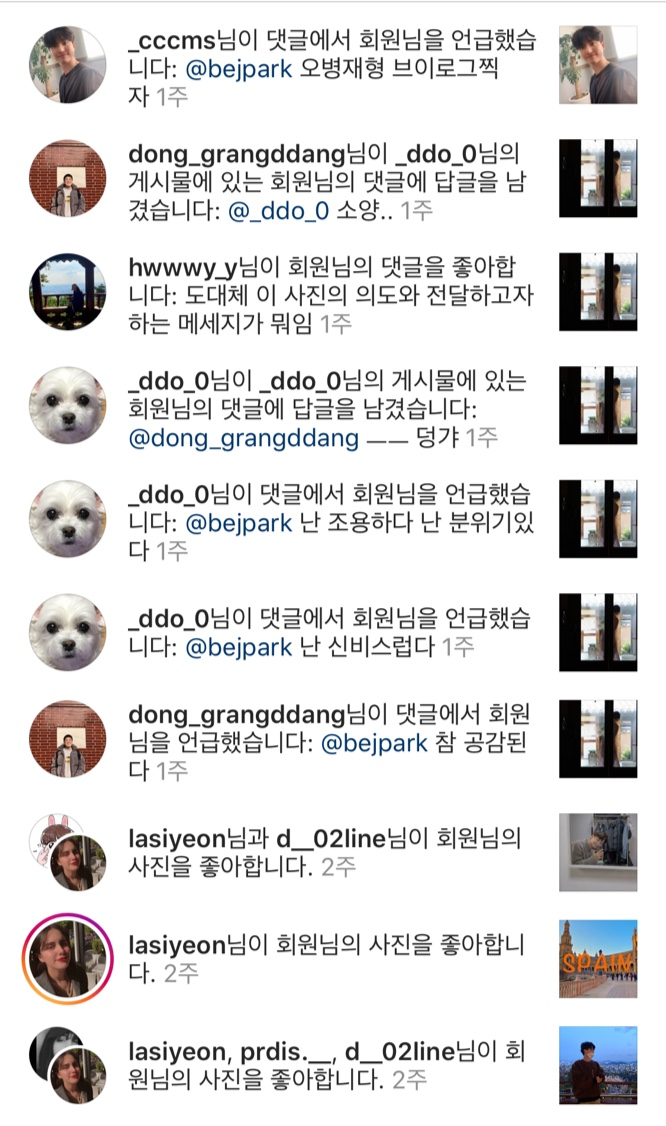 _cccms님이 댓글에서 회원님을 언급했습
니다: @bejpark 오병재형 브이로그찍
자 1주
dong_grangddang님이 _ddo_0님의
게시물에 있는 회원님의 댓글에 답글을 남
겼습니다: @_ddo_0 소양.. 1주
hwwwy_y님이 회원님의 댓글을 좋아합
니다: 도대체 이 사진의 의도와 전달하고자
하는 메세지가 뭐임 1주
_ddo_0님이 _ddo_0님의 게시물에 있는
회원님의 댓글에 답글을 남겼습니다:
@dong_grangddang ㅡㅡ 덩갸 1주
_ddo_0님이 댓글에서 회원님을 언급했습
니다: @bejpark 난 조용하다 난 분위기있
다 1주
_ddo_0님이 댓글에서 회원님을 언급했습
니다: @bejpark 난 신비스럽다 1주
dong_grangddang님이 댓글에서 회원
님을 언급했습니다: @bejpark 참 공감된
다 1주
lasiyeon님과 d__02line님이 회원님의
사진을 좋아합니다. 2주
lasiyeon님이 회원님의 사진을 좋아합니
다. 2주
SPAIN
lasiyeon, prdis.__, d__02line님이 회
원님의 사진을 좋아합니다. 2주